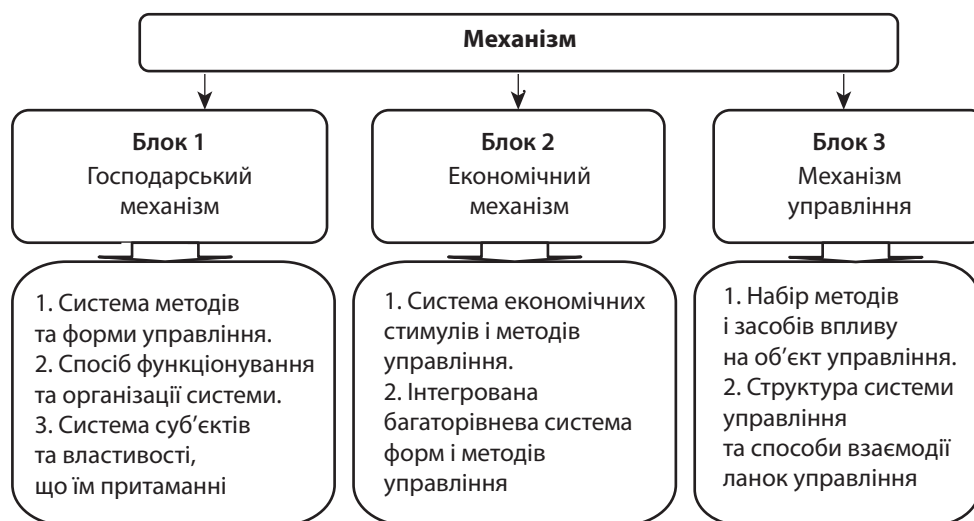 Механізм
Блок 1
Господарський
механізм
Блок 2
Економічний
механізм
Блок 3
Механізм
управління
1. Система методів
та форми управління.
2. Спосіб функціонування
та організації системи.
3. Система суб’єктів
та властивості,
що їм притаманні
1. Система економічних
стимулів і методів
управління.
2. Інтегрована
багаторівнева система
форм і методів
управління
1. Набір методів
і засобів впливу
на об’єкт управління.
2. Структура системи
управління
та способи взаємодії
ланок управління